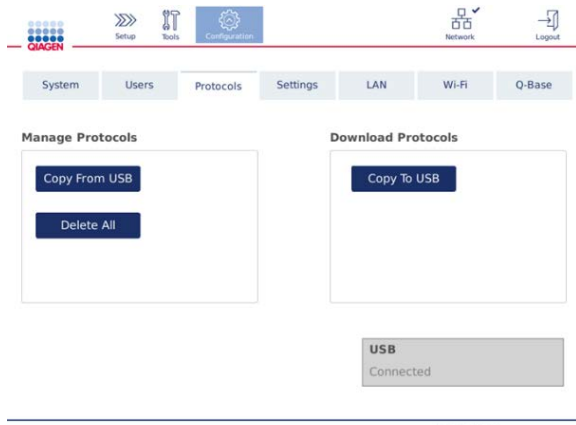 QIAGEN
Setup
Tools
Configuration
Network
Logout
System
Users
Protocols
Settings
LAN
Wi-Fi
Q-Base
Manage Protocols
Download Protocols
Copy From USB
Copy To USB
Delete All
USB
Connected